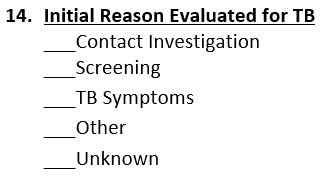 14. Initial Reason Evaluated for TB
___Contact Investigation
___Screening
___TB Symptoms
___Other
___Unknown